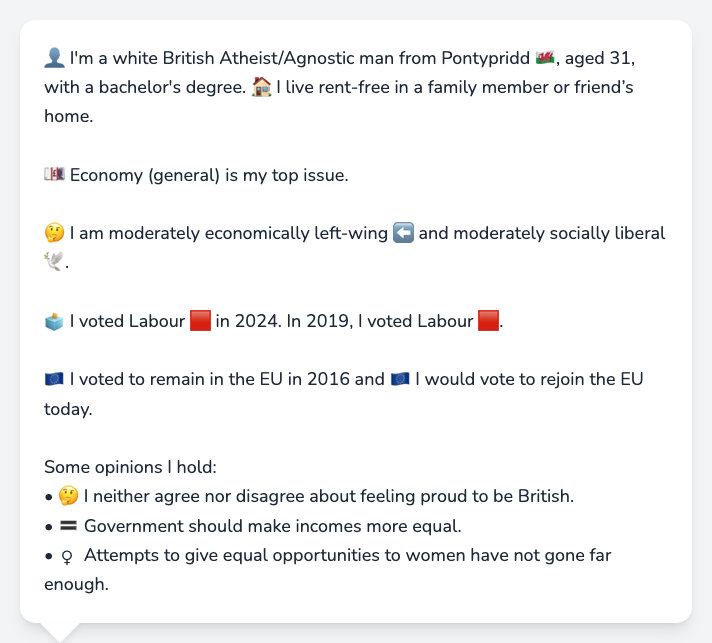 👤 I'm a white British Atheist/Agnostic man from Pontypridd 🏴󠁧󠁢󠁷󠁬󠁳󠁿, aged 31,
with a bachelor's degree. 🏠 I live rent-free in a family member or friend’s
home.
💷 Economy (general) is my top issue.
🤔 I am moderately economically left-wing ⬅️ and moderately socially liberal
🕊️.
🗳️ I voted Labour 🟥 in 2024. In 2019, I voted Labour 🟥.
🇪🇺 I voted to remain in the EU in 2016 and 🇪🇺 I would vote to rejoin the EU
today.
Some opinions I hold:
• 🤔 I neither agree nor disagree about feeling proud to be British.
• 🟰 Government should make incomes more equal.
• ♀ Attempts to give equal opportunities to women have not gone far
enough.